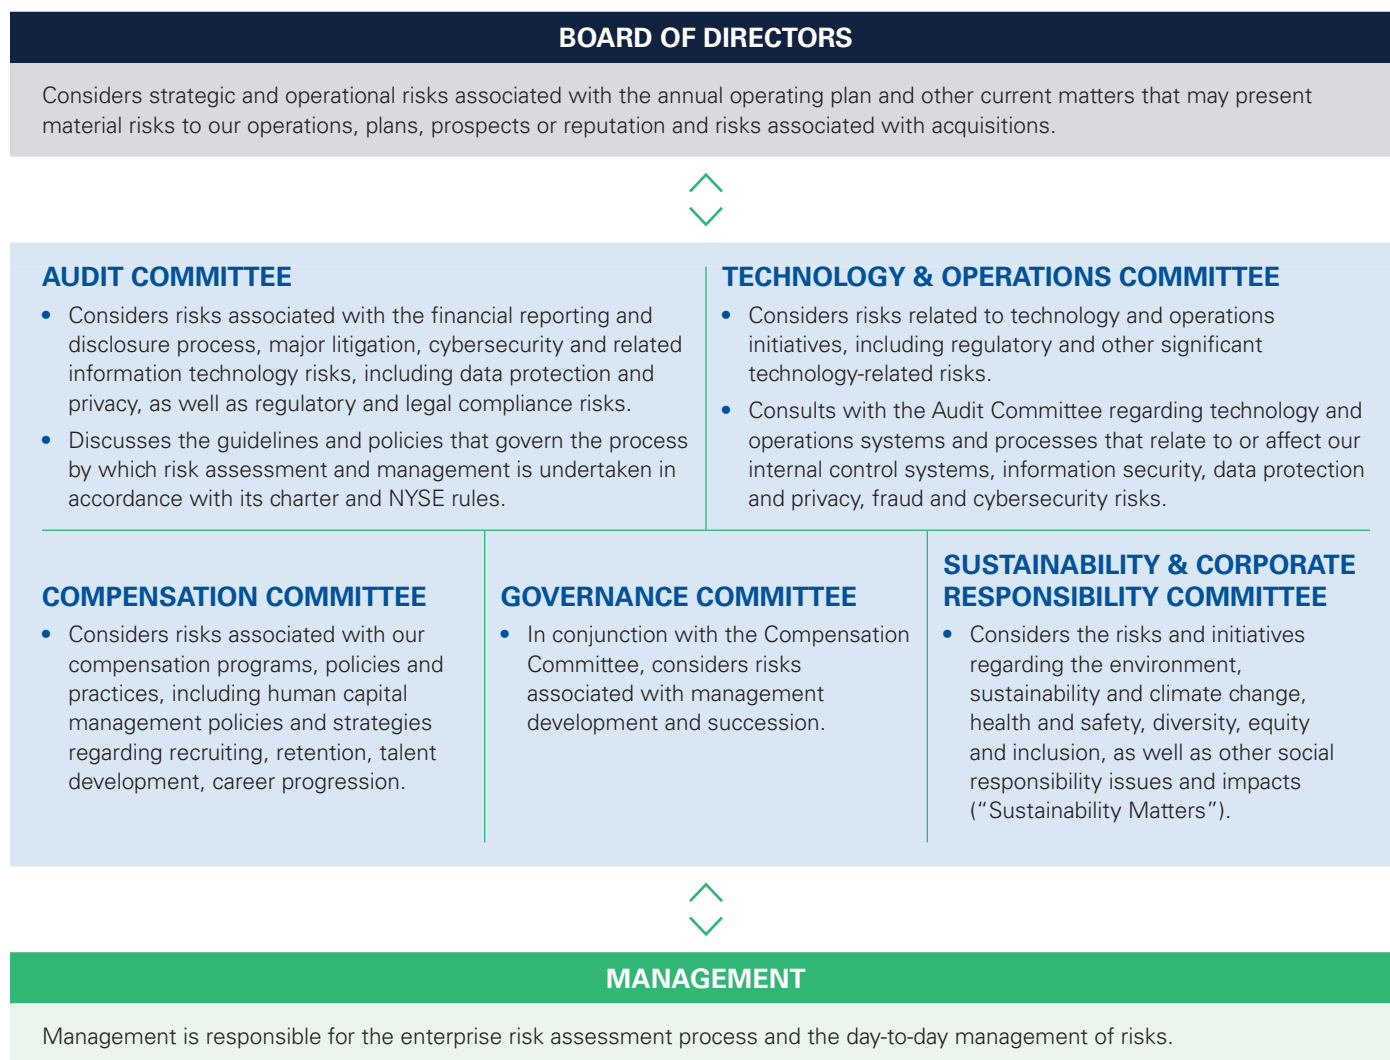 BOARD OF DIRECTORS
Considers strategic and operational risks associated with the annual operating plan and other current matters that may present
material risks to our operations, plans, prospects or reputation and risks associated with acquisitions.
AUDIT COMMITTEE
• Considers risks associated with the financial reporting and
disclosure process, major litigation, cybersecurity and related
information technology risks, including data protection and
privacy, as well as regulatory and legal compliance risks.
• Discusses the guidelines and policies that govern the process
by which risk assessment and management is undertaken in
accordance with its charter and NYSE rules.
TECHNOLOGY & OPERATIONS COMMITTEE
• Considers risks related to technology and operations
initiatives, including regulatory and other significant
technology-related risks.
• Consults with the Audit Committee regarding technology and
operations systems and processes that relate to or affect our
internal control systems, information security, data protection
and privacy, fraud and cybersecurity risks.
COMPENSATION COMMITTEE
• Considers risks associated with our
compensation programs, policies and
practices, including human capital
management policies and strategies
regarding recruiting, retention, talent
development, career progression.
GOVERNANCE COMMITTEE
• In conjunction with the Compensation
Committee, considers risks
associated with management
development and succession.
SUSTAINABILITY & CORPORATE
RESPONSIBILITY COMMITTEE
• Considers the risks and initiatives
regarding the environment,
sustainability and climate change,
health and safety, diversity, equity
and inclusion, as well as other social
responsibility issues and impacts
(“Sustainability Matters”).
MANAGEMENT
Management is responsible for the enterprise risk assessment process and the day-to-day management of risks.